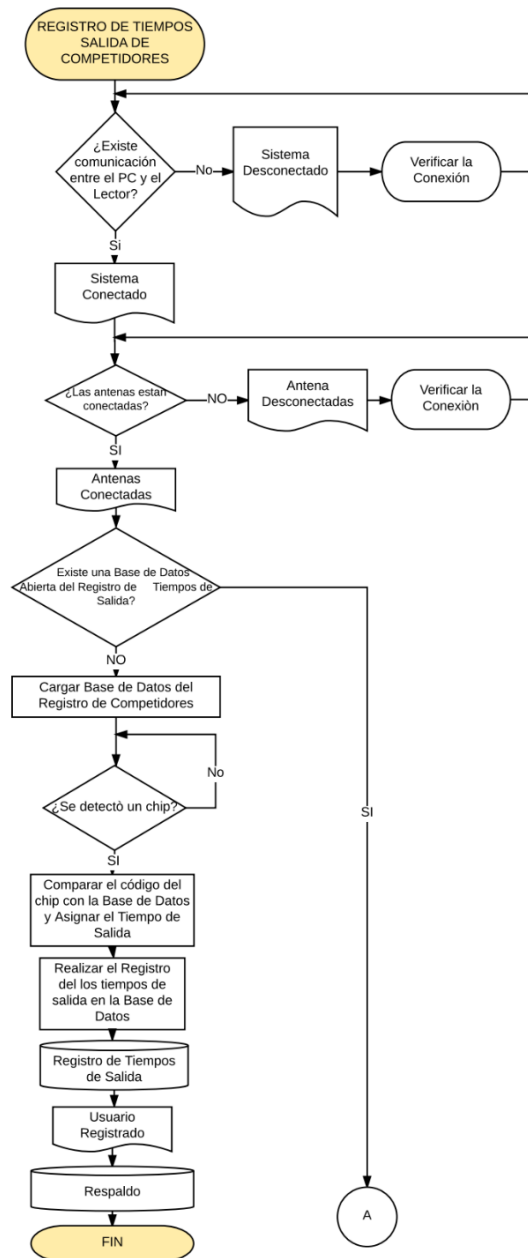 REGISTRO DE TIEMPOS
SALIDA DE
COMPETIDORES
¿Existe
comunicación
entre el PC y el
Lector?
No
Sistema
Desconectado
Verificar la
Conexión
Si
Sistema
Conectado
¿Las antenas estan
conectadas?
NO
Antena
Desconectadas
Verificar la
Conexiòn
SI
Antenas
Conectadas
Existe una Base de Datos
Abierta del Registro de Tiempos de
Salida?
NO
Cargar Base de Datos del
Registro de Competidores
No
¿Se detectò un chip?
SI
SI
Comparar el código del
chip con la Base de Datos
y Asignar el Tiempo de
Salida
Realizar el Registro
del los tiempos de
salida en la Base de
Datos
Registro de Tiempos
de Salida
Usuario
Registrado
Respaldo
A
FIN